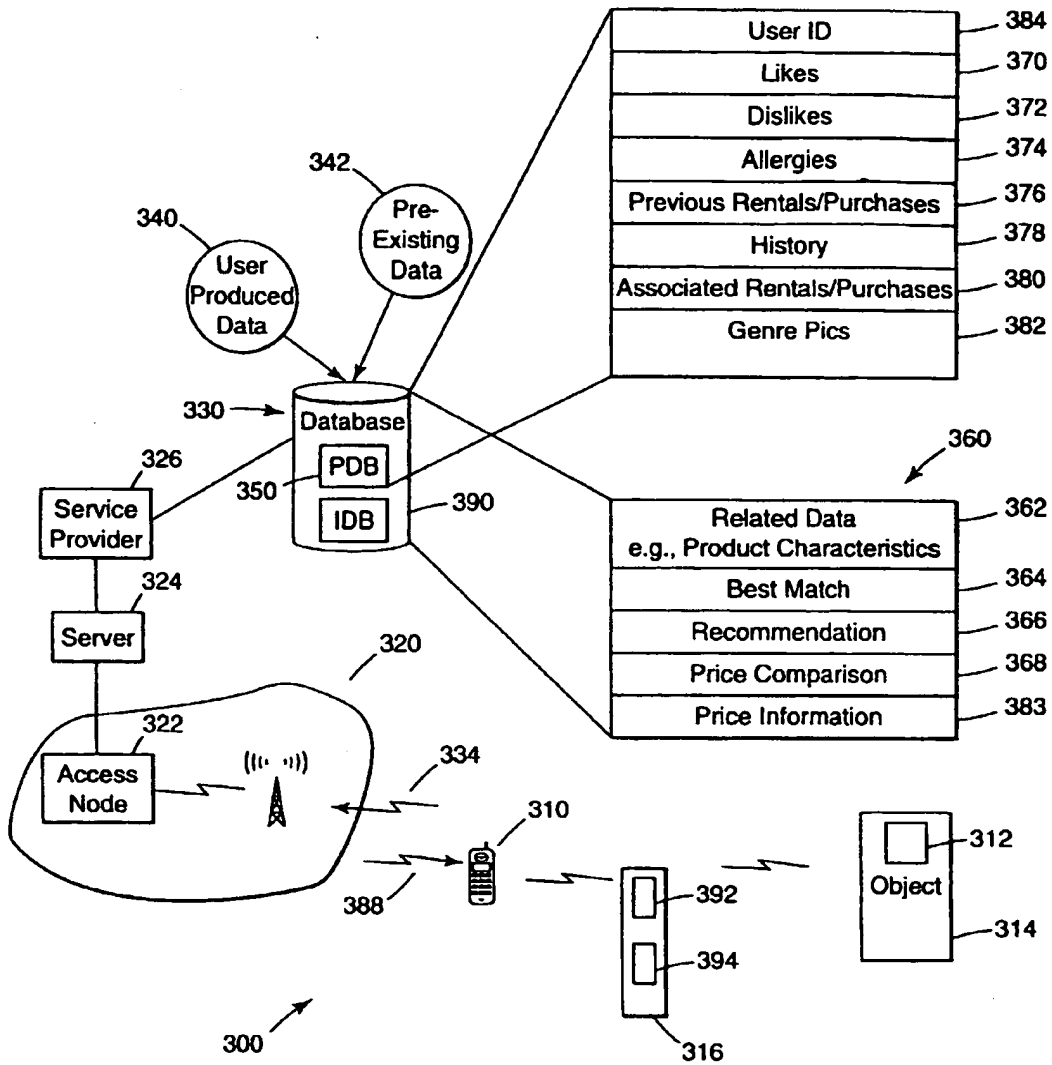 User ID
384
Likes
370
Dislikes
372
Allergies
374
Previous Rentals/Purchases
376
History
378
Associated Rentals/Purchases
380
Genre Pics
382
342
Pre-
Existing
Data
340
User
Produced
Data
330
Database
PDB
350
IDB
390
326
Service
Provider
324
Server
360
Related Data
e.g., Product Characteristics
362
Best Match
364
Recommendation
366
Price Comparison
368
Price Information
383
320
322
Access
Node
334
310
388
392
394
316
312
Object
314
300